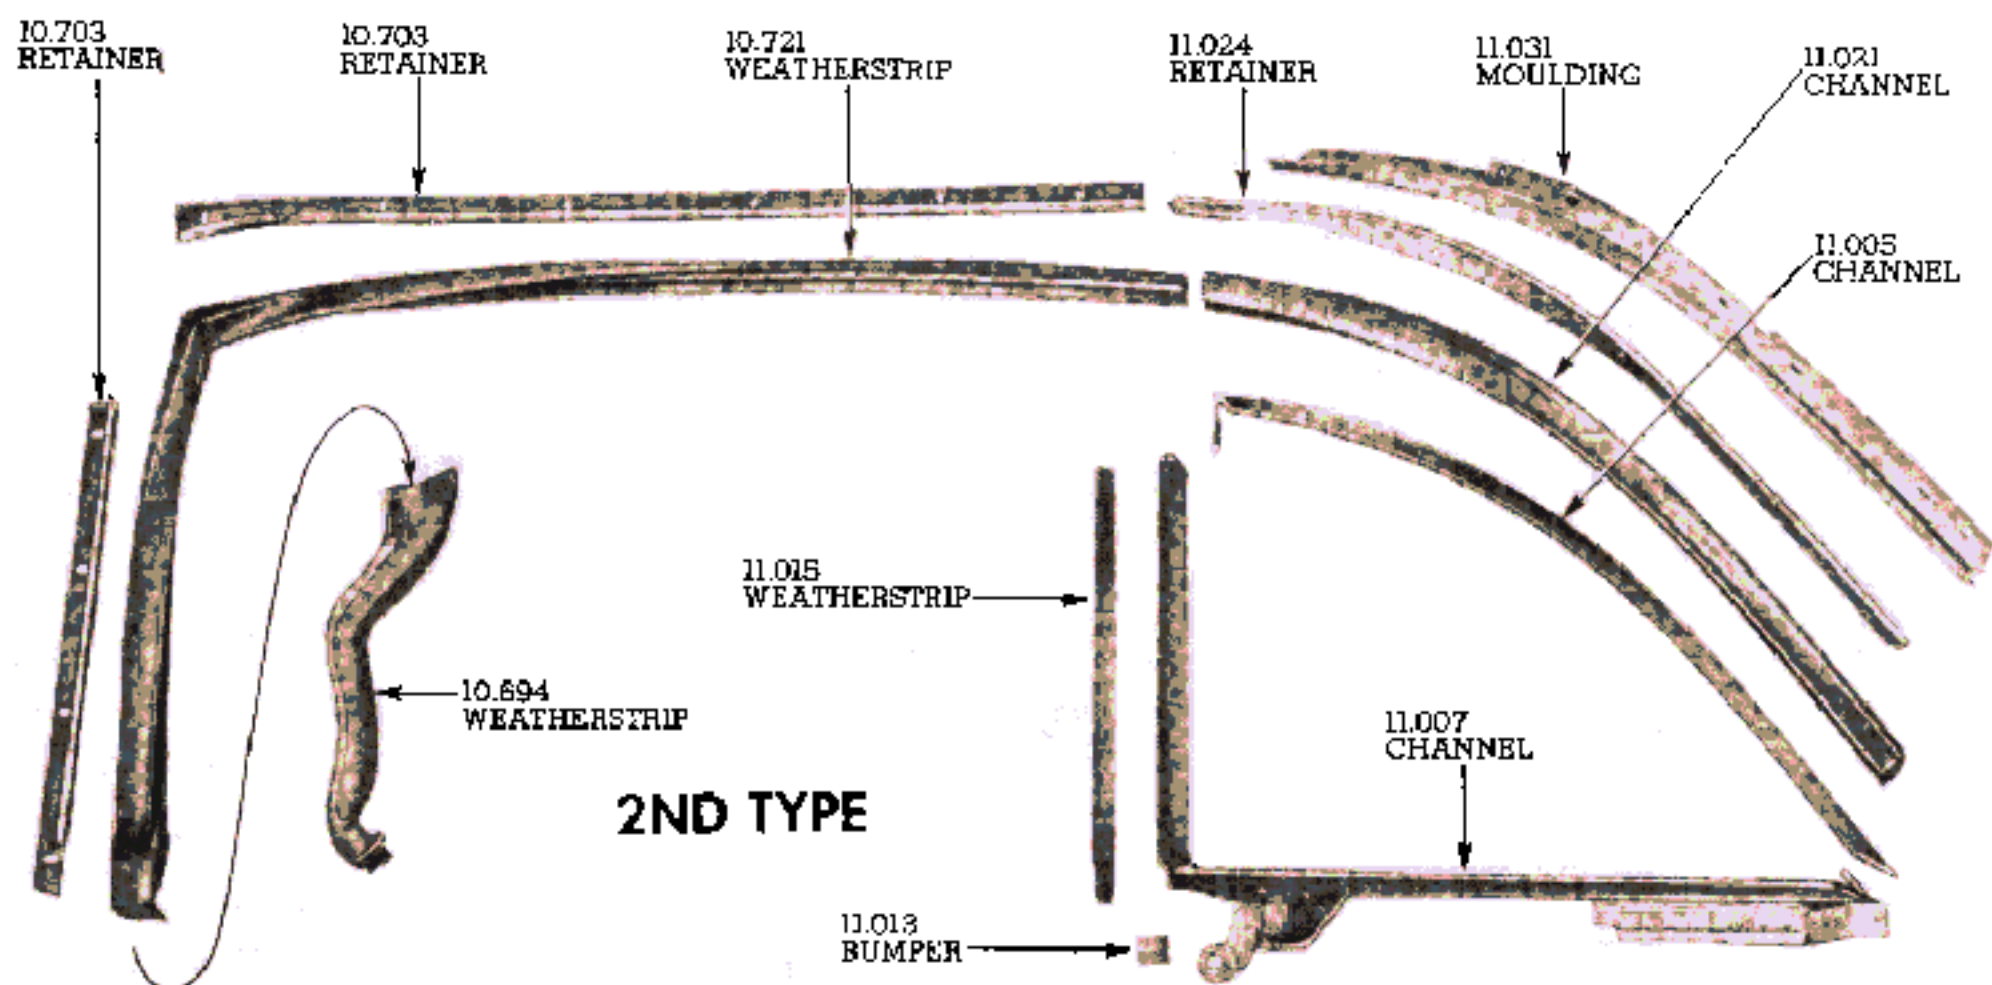 10.703
RETAINER
10.703
RETAINER
10.721
WEATHERSTRIP
11.024
RETAINER
11.031
MOULDING
11.021
CHANNEL
11.005
CHANNEL
11.015
WEATHERSTRIP
10.694
WEATHERSTRIP
11.007
CHANNEL
2ND TYPE
11.013
BUMPER